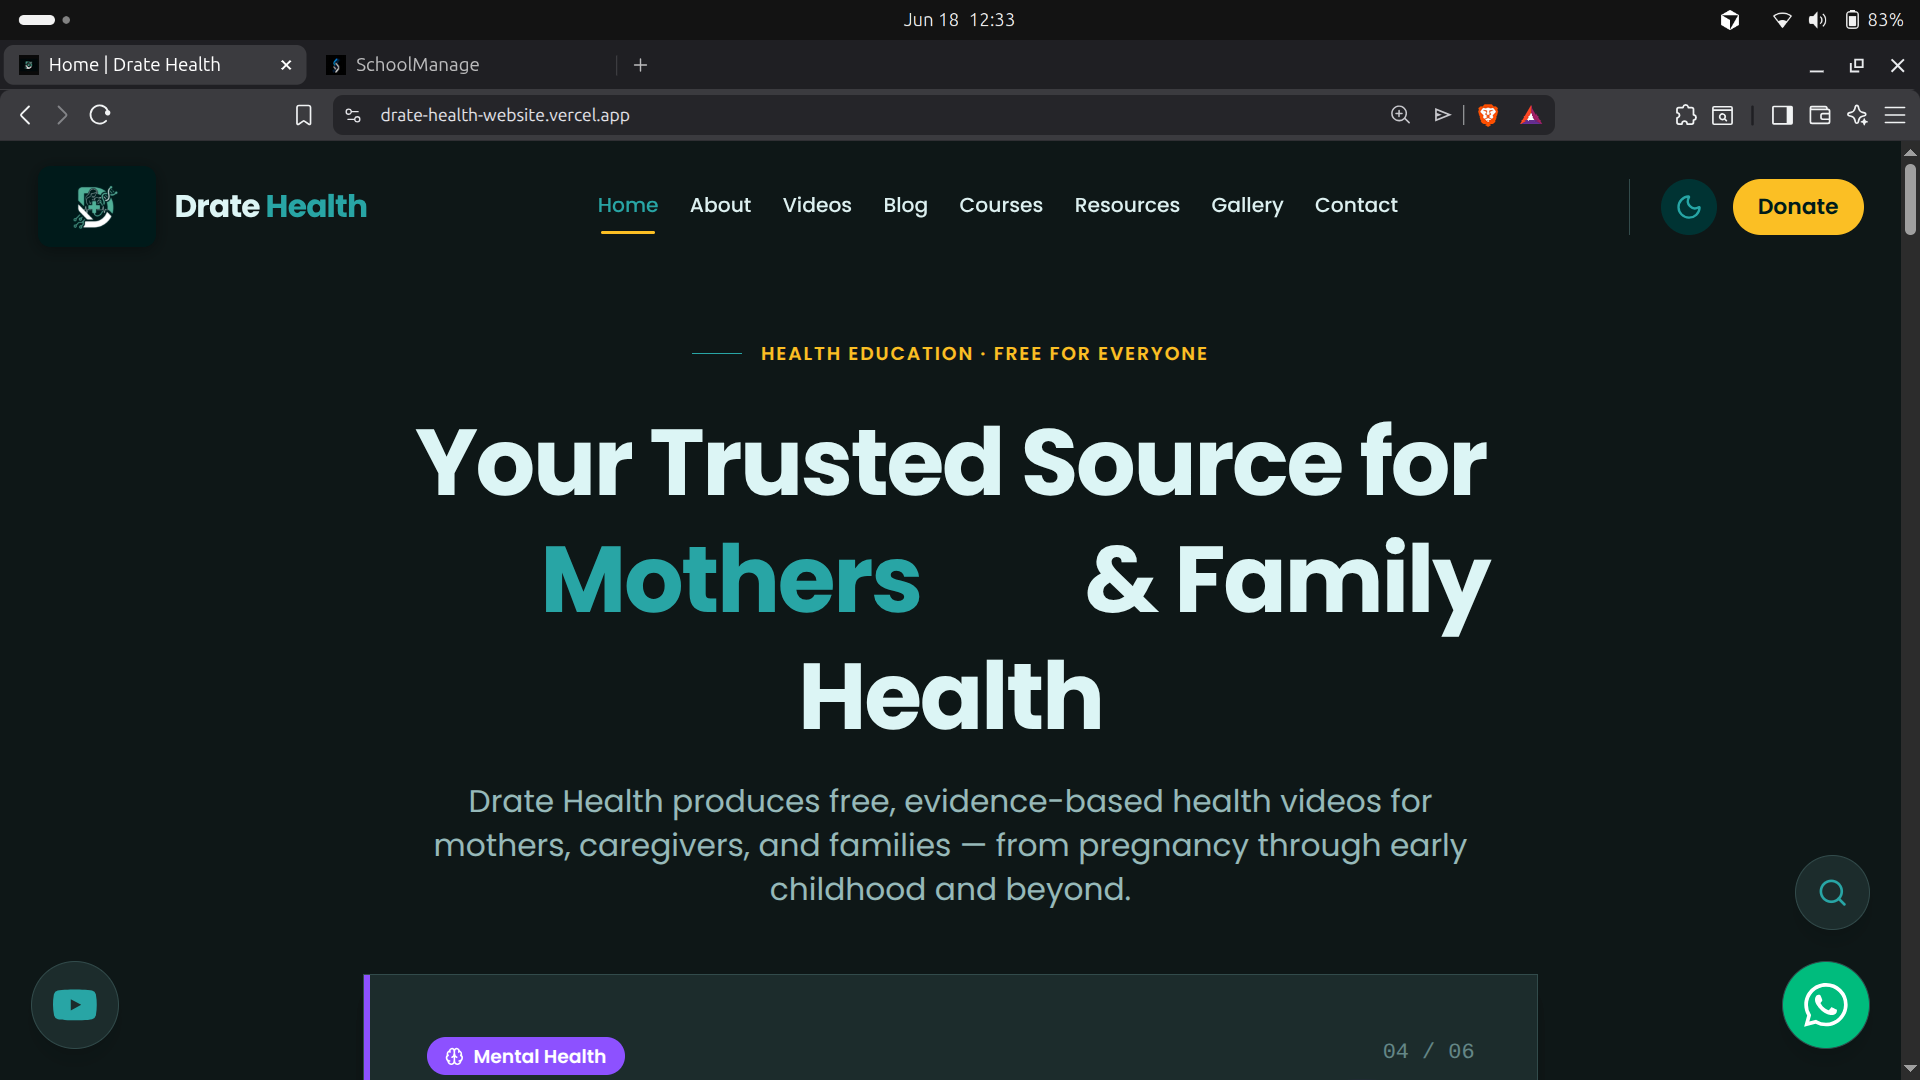 Jun 18 12:33
83%
Home | Drate Health
SchoolManage
drate-health-website.vercel.app
Drate Health
Home
About
Videos
Blog
Courses
Resources
Gallery
Contact
Donate
HEALTH EDUCATION · FREE FOR EVERYONE
Your Trusted Source for
Mothers & Family
Health
Drate Health produces free, evidence-based health videos for
mothers, caregivers, and families — from pregnancy through early
childhood and beyond.
Mental Health
04 / 06